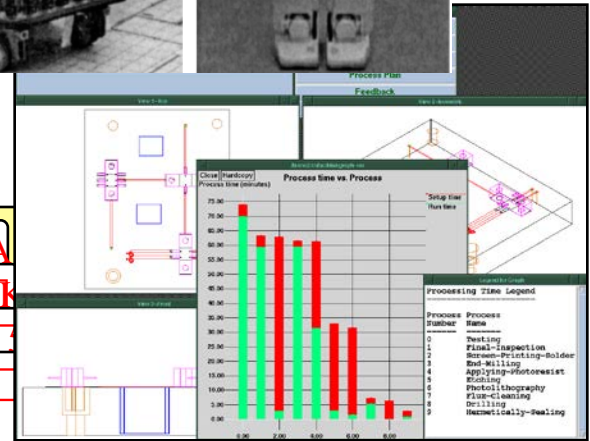 Process Plan
Feedback
Close Hardcopy
Process time (minutes)
Process time vs. Process
Setup time
Run time
75.00
70.00
65.00
60.00
55.00
50.00
45.00
40.00
35.00
30.00
25.00
20.00
15.00
10.00
5.00
0.00
0.00 2.00 4.00 6.00 8.00
Legend for Graph
Processing Time Legend
Process Process
Number Name
0 Testing
1 Final-Inspection
2 Screen-Printing-Solder
3 End-Milling
4 Applying-Photoresist
5 Etching
6 Photolithography
7 Flux-Cleaning
8 Drilling
9 Hermetically-Sealing